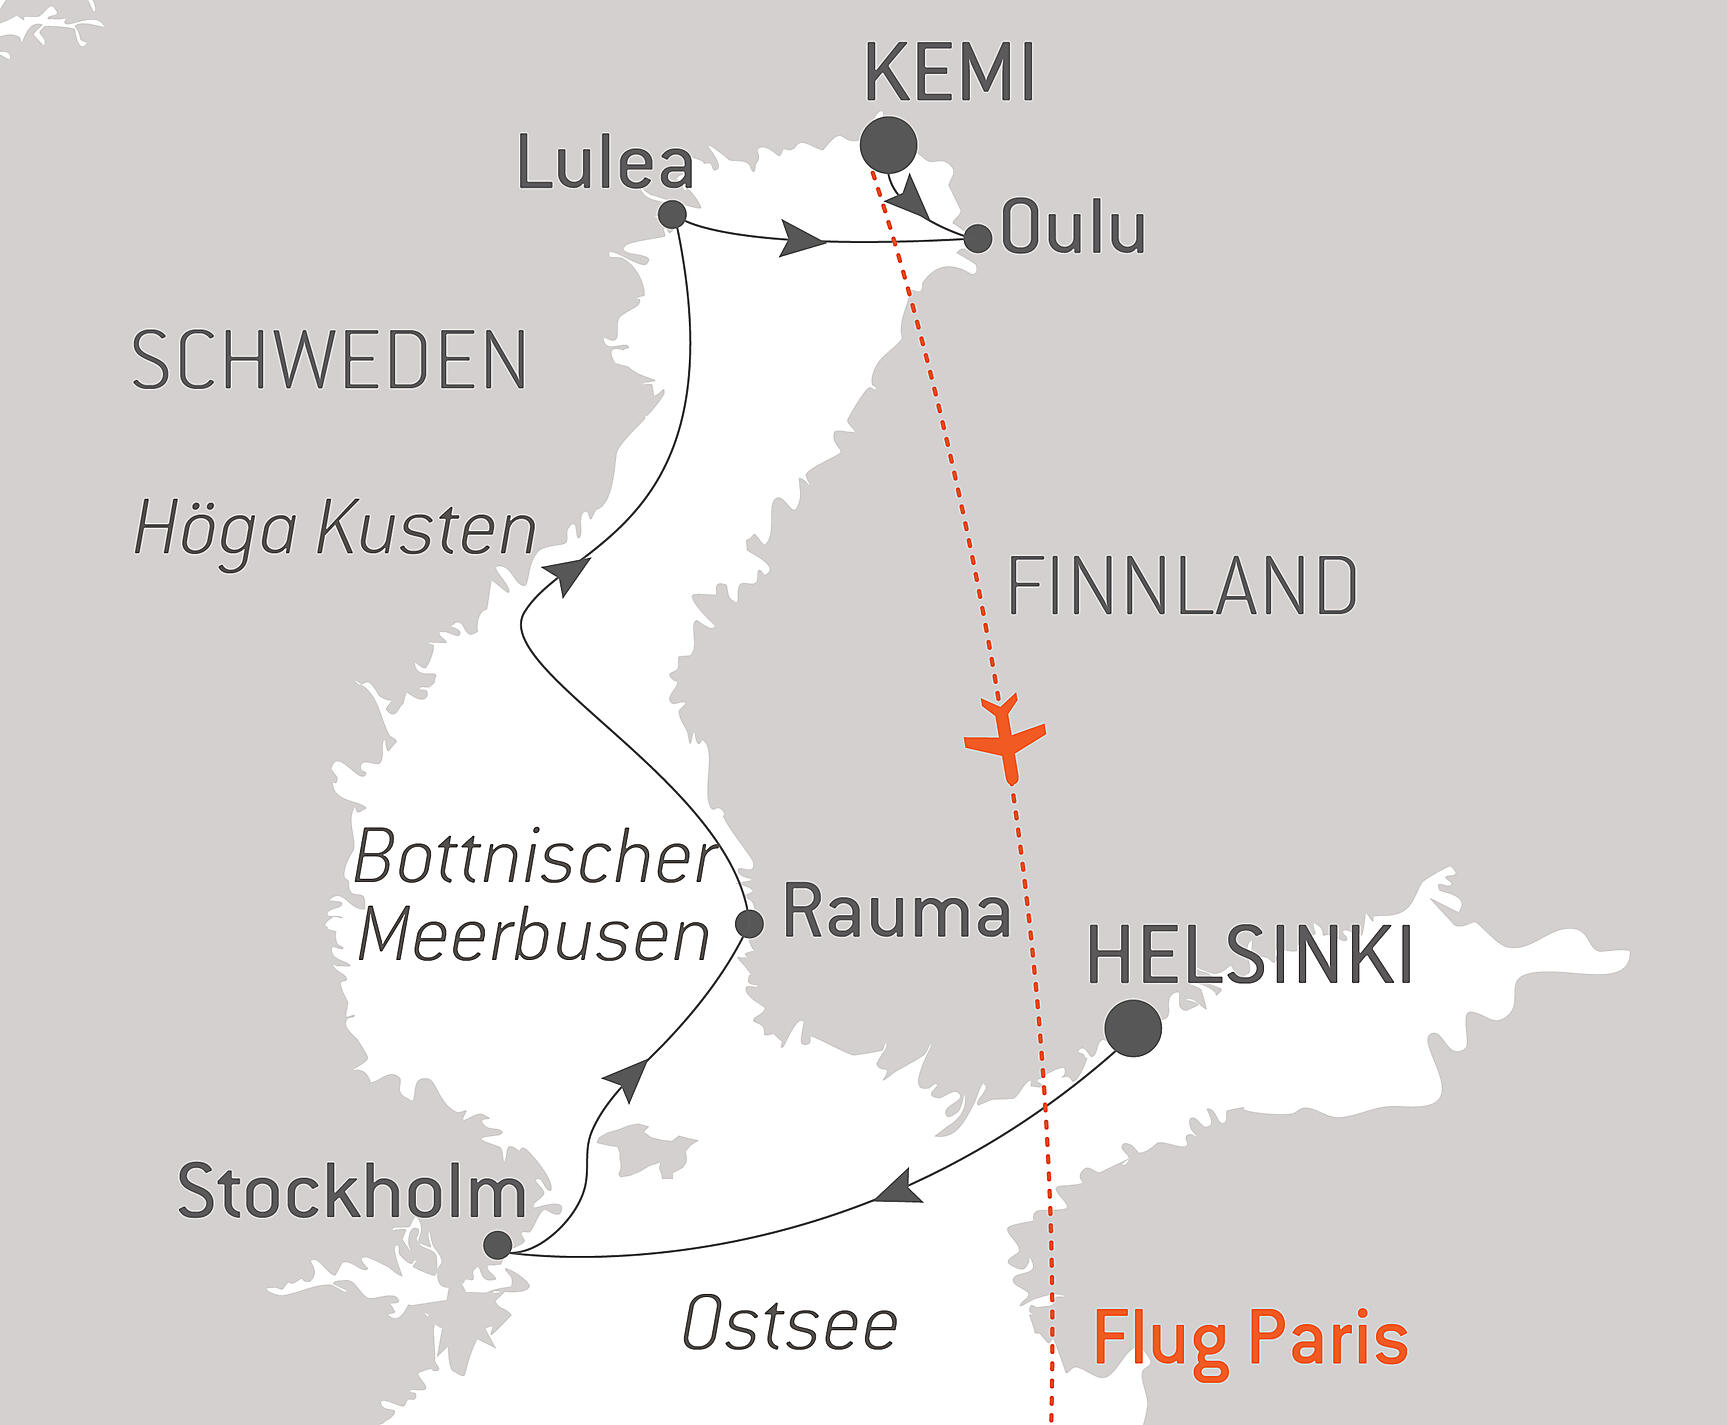 KEMI
Lulea
Oulu
SCHWEDEN
Höga Kusten
FINNLAND
Bottnischer
Meerbusen
Rauma
HELSINKI
Stockholm
Ostsee
Flug Paris